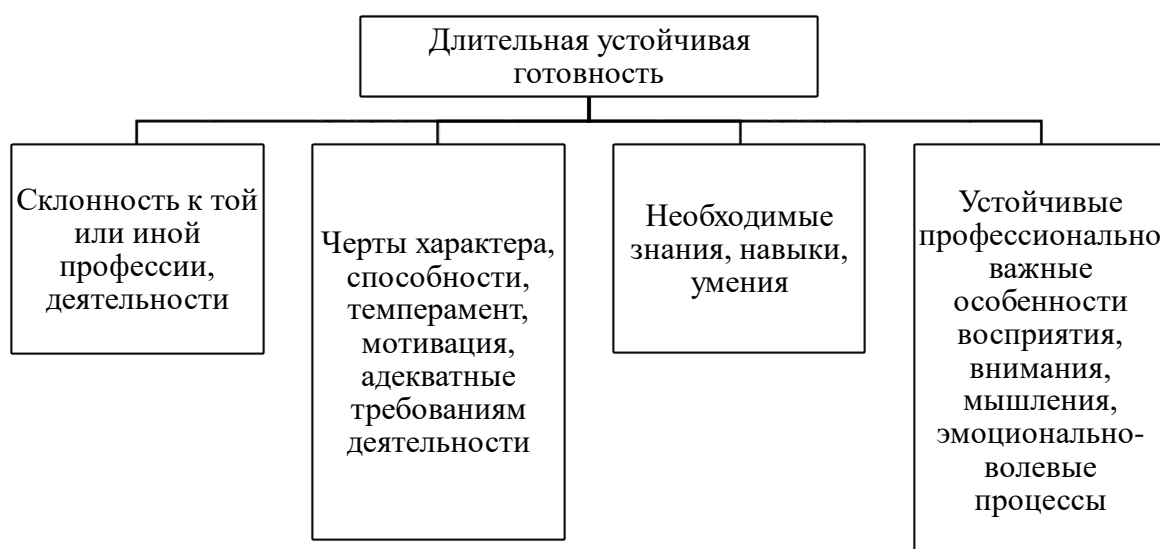 Длительная устойчивая
готовность
Склонность к той
или иной
профессии,
деятельности
Черты характера,
способности,
темперамент,
мотивация,
адекватные
требованиям
деятельности
Необходимые
знания, навыки,
умения
Устойчивые
профессионально
важные
особенности
восприятия,
внимания,
мышления,
эмоционально-
волевые
процессы